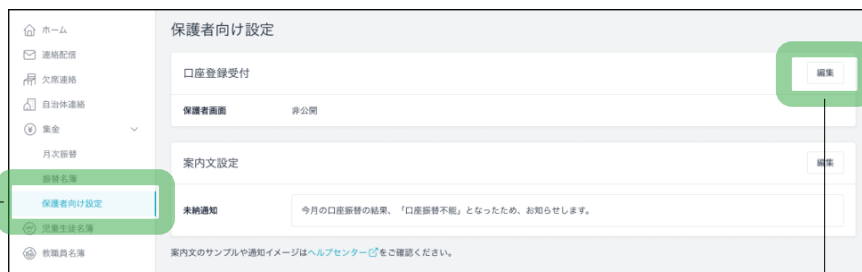 ホーム
連絡配信
欠席連絡
自治体連絡
集金
月次振替
振替名簿
保護者向け設定
児童生徒名簿
教職員名簿
保護者向け設定
口座登録受付
編集
保護者画面 非公開
案内文設定
編集
未納通知 今月の口座振替の結果、「口座振替不能」となったため、お知らせします。
案内文のサンプルや通知イメージはヘルプセンターをご確認ください。